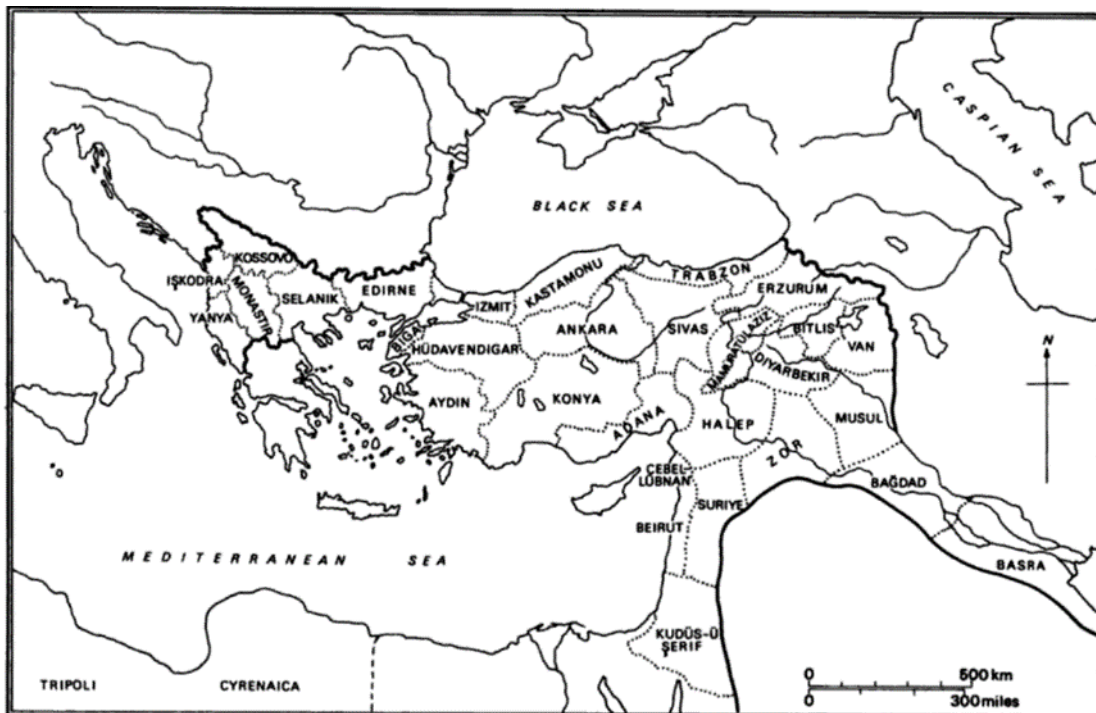 CASPIAN SEA
BLACK SEA
KOSSOVO
IŞKODRA
MONASTIR
SELANIK
EDIRNE
YANYA
BIGA
IZMIT
KASTAMONU
TRABZON
ERZURUM
HÜDAVENDIGAR
ANKARA
SIVAS
MAMURATÜLAZIZ
BITLIS
VAN
DIYARBEKIR
AYDIN
KONYA
ADANA
HALEP
MUSUL
ZOR
N
CEBEL-
LÜBNAN
SURIYE
BAĞDAD
BEIRUT
BASRA
MEDITERRANEAN SEA
KUDÜS-Ü
ŞERIF
TRIPOLI
CYRENAICA
0 500 km
0 300 miles